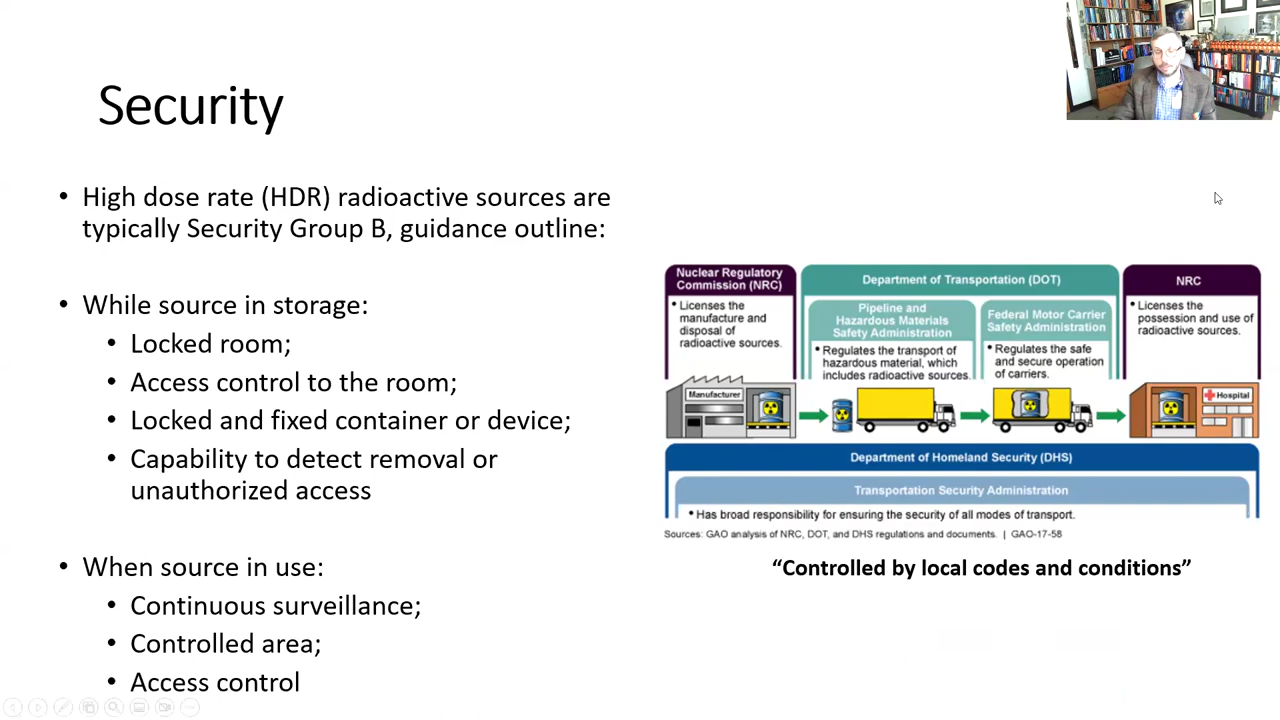 Security
• High dose rate (HDR) radioactive sources are
typically Security Group B, guidance outline:
• While source in storage:
• Locked room;
• Access control to the room;
• Locked and fixed container or device;
• Capability to detect removal or
unauthorized access
• When source in use:
• Continuous surveillance;
• Controlled area;
• Access control
Nuclear Regulatory
Commission (NRC)
• Licenses the
manufacture and
disposal of
radioactive sources.
Department of Transportation (DOT)
Pipeline and
Hazardous Materials
Safety Administration
• Regulates the transport of
hazardous material, which
includes radioactive sources.
Federal Motor Carrier
Safety Administration
• Regulates the safe
and secure operation
of carriers.
NRC
• Licenses the
possession and use of
radioactive sources.
Manufacturer
Hospital
Department of Homeland Security (DHS)
Transportation Security Administration
• Has broad responsibility for ensuring the security of all modes of transport.
Sources: GAO analysis of NRC, DOT, and DHS regulations and documents. | GAO-17-58
“Controlled by local codes and conditions”